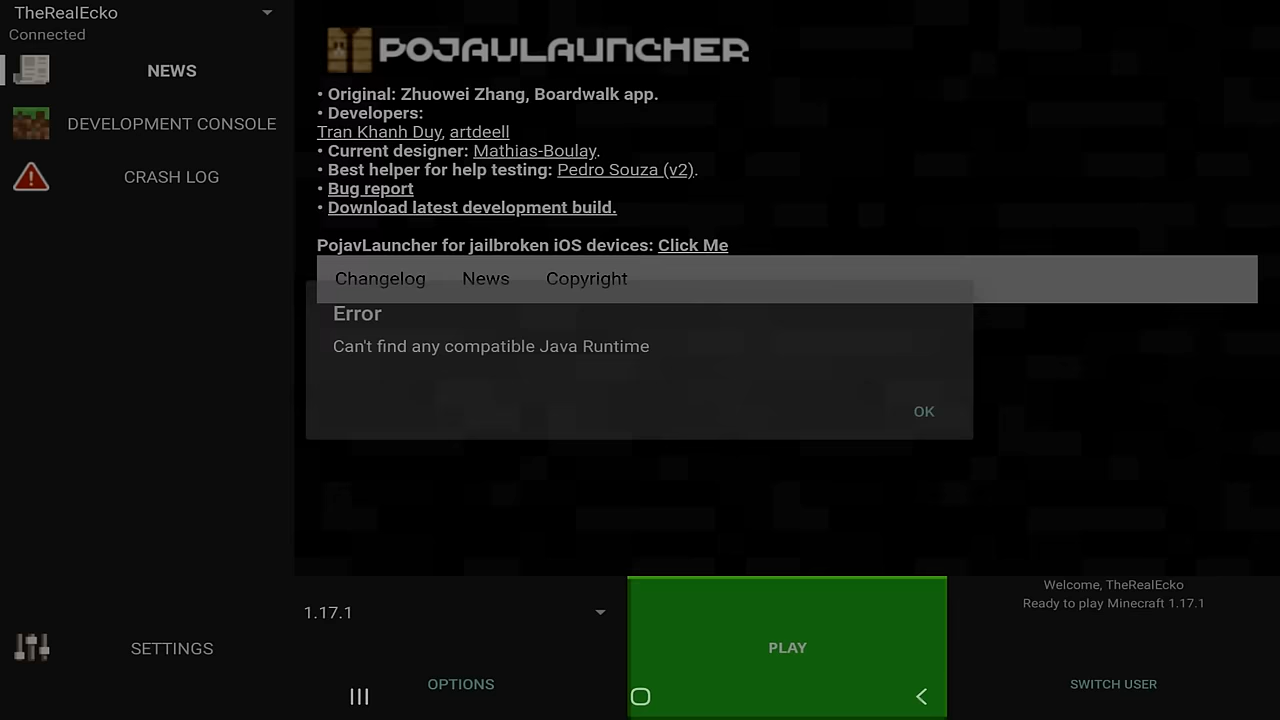 TheRealEcko
Connected
NEWS
DEVELOPMENT CONSOLE
CRASH LOG
POJAVLAUNCHER
• Original: Zhuowei Zhang, Boardwalk app.
• Developers:
Tran Khanh Duy, artdeell
• Current designer: Mathias-Boulay.
• Best helper for help testing: Pedro Souza (v2).
• Bug report
• Download latest development build.
PojavLauncher for jailbroken iOS devices: Click Me
Changelog News Copyright
Error
Can't find any compatible Java Runtime
OK
1.17.1
OPTIONS
PLAY
Welcome, TheRealEcko
Ready to play Minecraft 1.17.1
SWITCH USER
SETTINGS